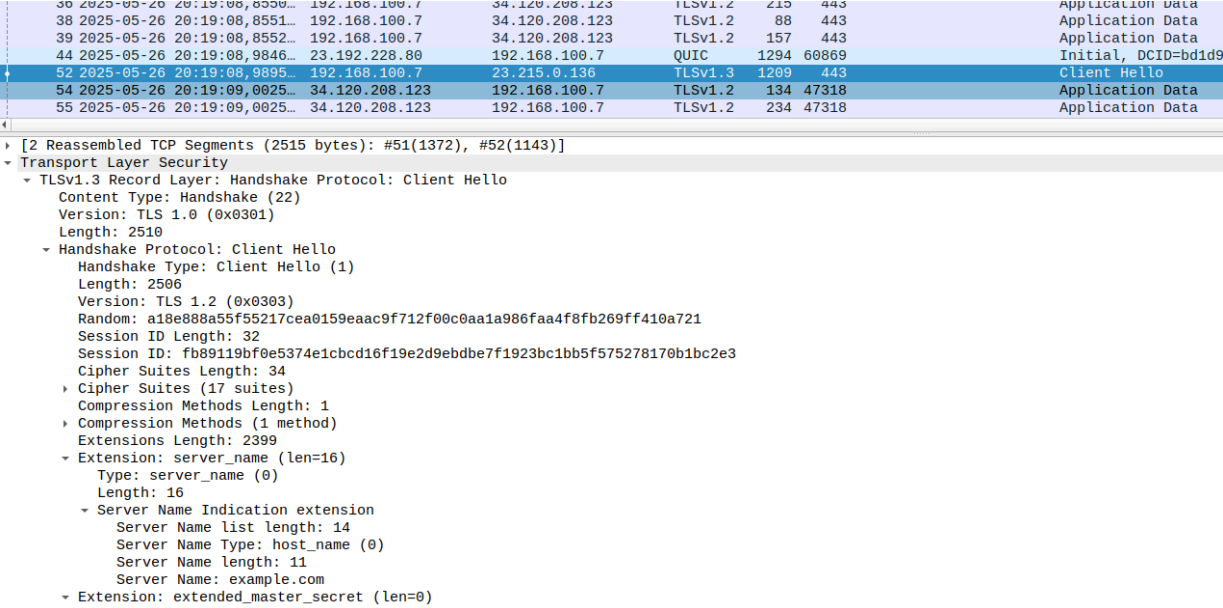 36 2025-05-26 20:19:08,8550… 192.168.100.7 34.120.208.123 TLSv1.2 215 443 Application Data
38 2025-05-26 20:19:08,8551… 192.168.100.7 34.120.208.123 TLSv1.2 88 443 Application Data
39 2025-05-26 20:19:08,8552… 192.168.100.7 34.120.208.123 TLSv1.2 157 443 Application Data
44 2025-05-26 20:19:08,9846… 23.192.228.80 192.168.100.7 QUIC 1294 60869 Initial, DCID=bd1d9
52 2025-05-26 20:19:08,9895… 192.168.100.7 23.215.0.136 TLSv1.3 1209 443 Client Hello
54 2025-05-26 20:19:09,0025… 34.120.208.123 192.168.100.7 TLSv1.2 134 47318 Application Data
55 2025-05-26 20:19:09,0025… 34.120.208.123 192.168.100.7 TLSv1.2 234 47318 Application Data
[2 Reassembled TCP Segments (2515 bytes): #51(1372), #52(1143)]
Transport Layer Security
TLSv1.3 Record Layer: Handshake Protocol: Client Hello
Content Type: Handshake (22)
Version: TLS 1.0 (0x0301)
Length: 2510
Handshake Protocol: Client Hello
Handshake Type: Client Hello (1)
Length: 2506
Version: TLS 1.2 (0x0303)
Random: a18e888a55f55217cea0159eaac9f712f00c0aa1a986faa4f8fb269ff410a721
Session ID Length: 32
Session ID: fb89119bf0e5374e1cbcd16f19e2d9ebdbe7f1923bc1bb5f575278170b1bc2e3
Cipher Suites Length: 34
Cipher Suites (17 suites)
Compression Methods Length: 1
Compression Methods (1 method)
Extensions Length: 2399
Extension: server_name (len=16)
Type: server_name (0)
Length: 16
Server Name Indication extension
Server Name list length: 14
Server Name Type: host_name (0)
Server Name length: 11
Server Name: example.com
Extension: extended_master_secret (len=0)